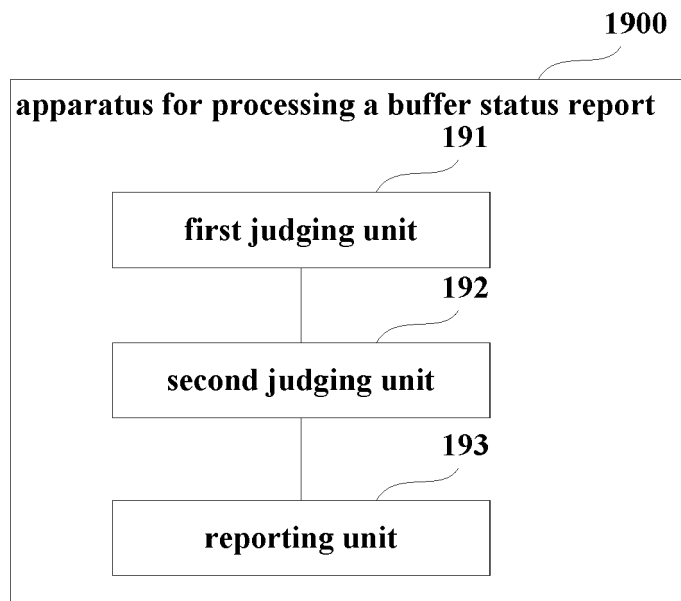 1900
apparatus for processing a buffer status report
191
first judging unit
192
second judging unit
193
reporting unit